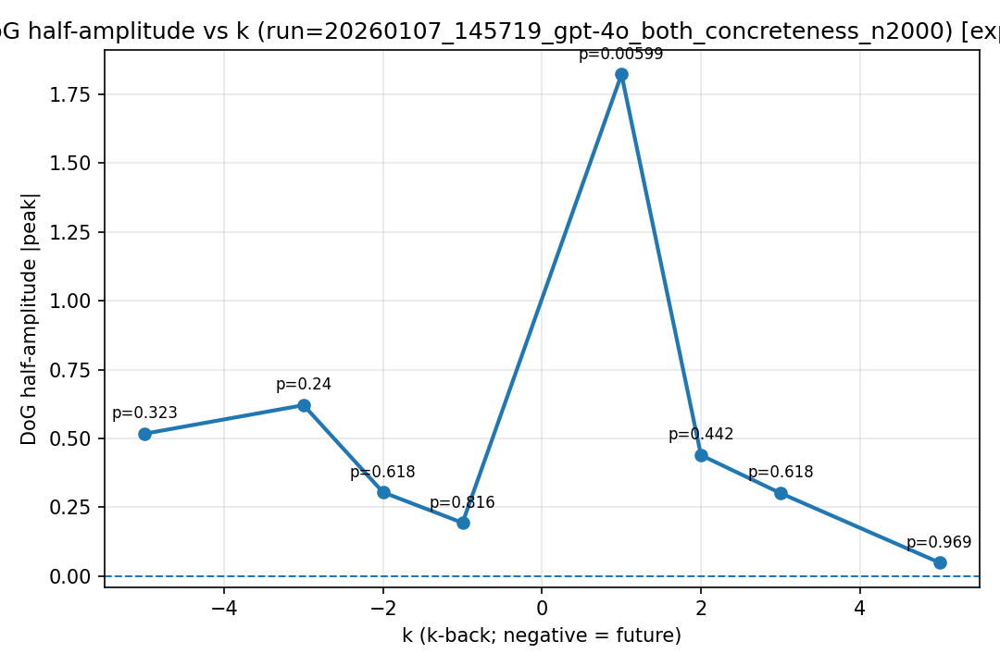 G half-amplitude vs k (run=20260107_145719_gpt-4o_both_concreteness_n2000)
p=0.00599
1.75
1.50
1.25
1.00
0.75
0.50
0.25
0.00
DoG half-amplitude |peak|
p=0.323
p=0.24
p=0.618
p=0.816
p=0.442
p=0.618
p=0.969
−4
−2
0
2
4
k (k-back; negative = future)